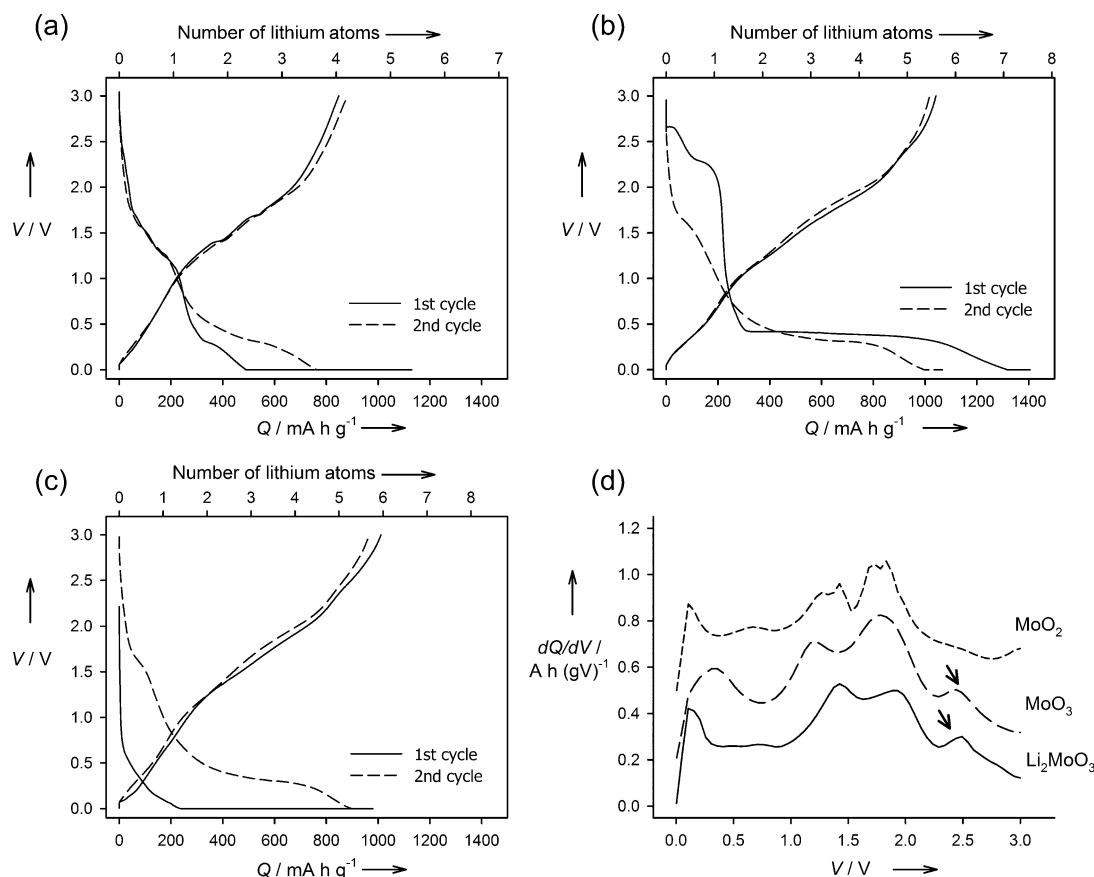 (a)
Number of lithium atoms
0 1 2 3 4 5 6 7
3.0
2.5
2.0
1.5
1.0
0.5
0.0
V / V
1st cycle
2nd cycle
0 200 400 600 800 1000 1200 1400
Q / mA h g⁻¹
(b)
Number of lithium atoms
0 1 2 3 4 5 6 7 8
3.0
2.5
2.0
1.5
1.0
0.5
0.0
V / V
1st cycle
2nd cycle
0 200 400 600 800 1000 1200 1400
Q / mA h g⁻¹
(c)
Number of lithium atoms
0 1 2 3 4 5 6 7 8
3.0
2.5
2.0
1.5
1.0
0.5
0.0
V / V
1st cycle
2nd cycle
0 200 400 600 800 1000 1200 1400
Q / mA h g⁻¹
(d)
1.2
1.0
0.8
0.6
0.4
0.2
0.0
dQ/dV /
A h (gV)⁻¹
MoO₂
MoO₃
Li₂MoO₃
0.0 0.5 1.0 1.5 2.0 2.5 3.0
V / V